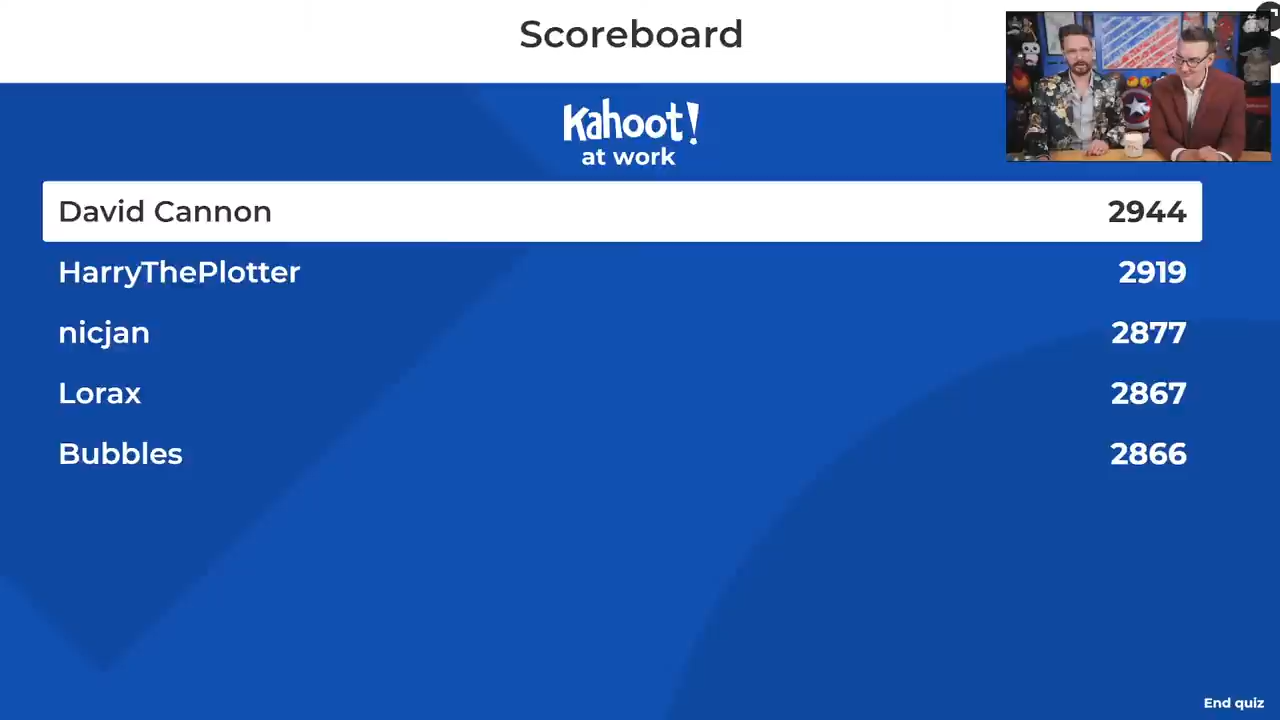 Scoreboard
Kahoot!
at work
David Cannon 2944
HarryThePlotter 2919
nicjan 2877
Lorax 2867
Bubbles 2866
End quiz